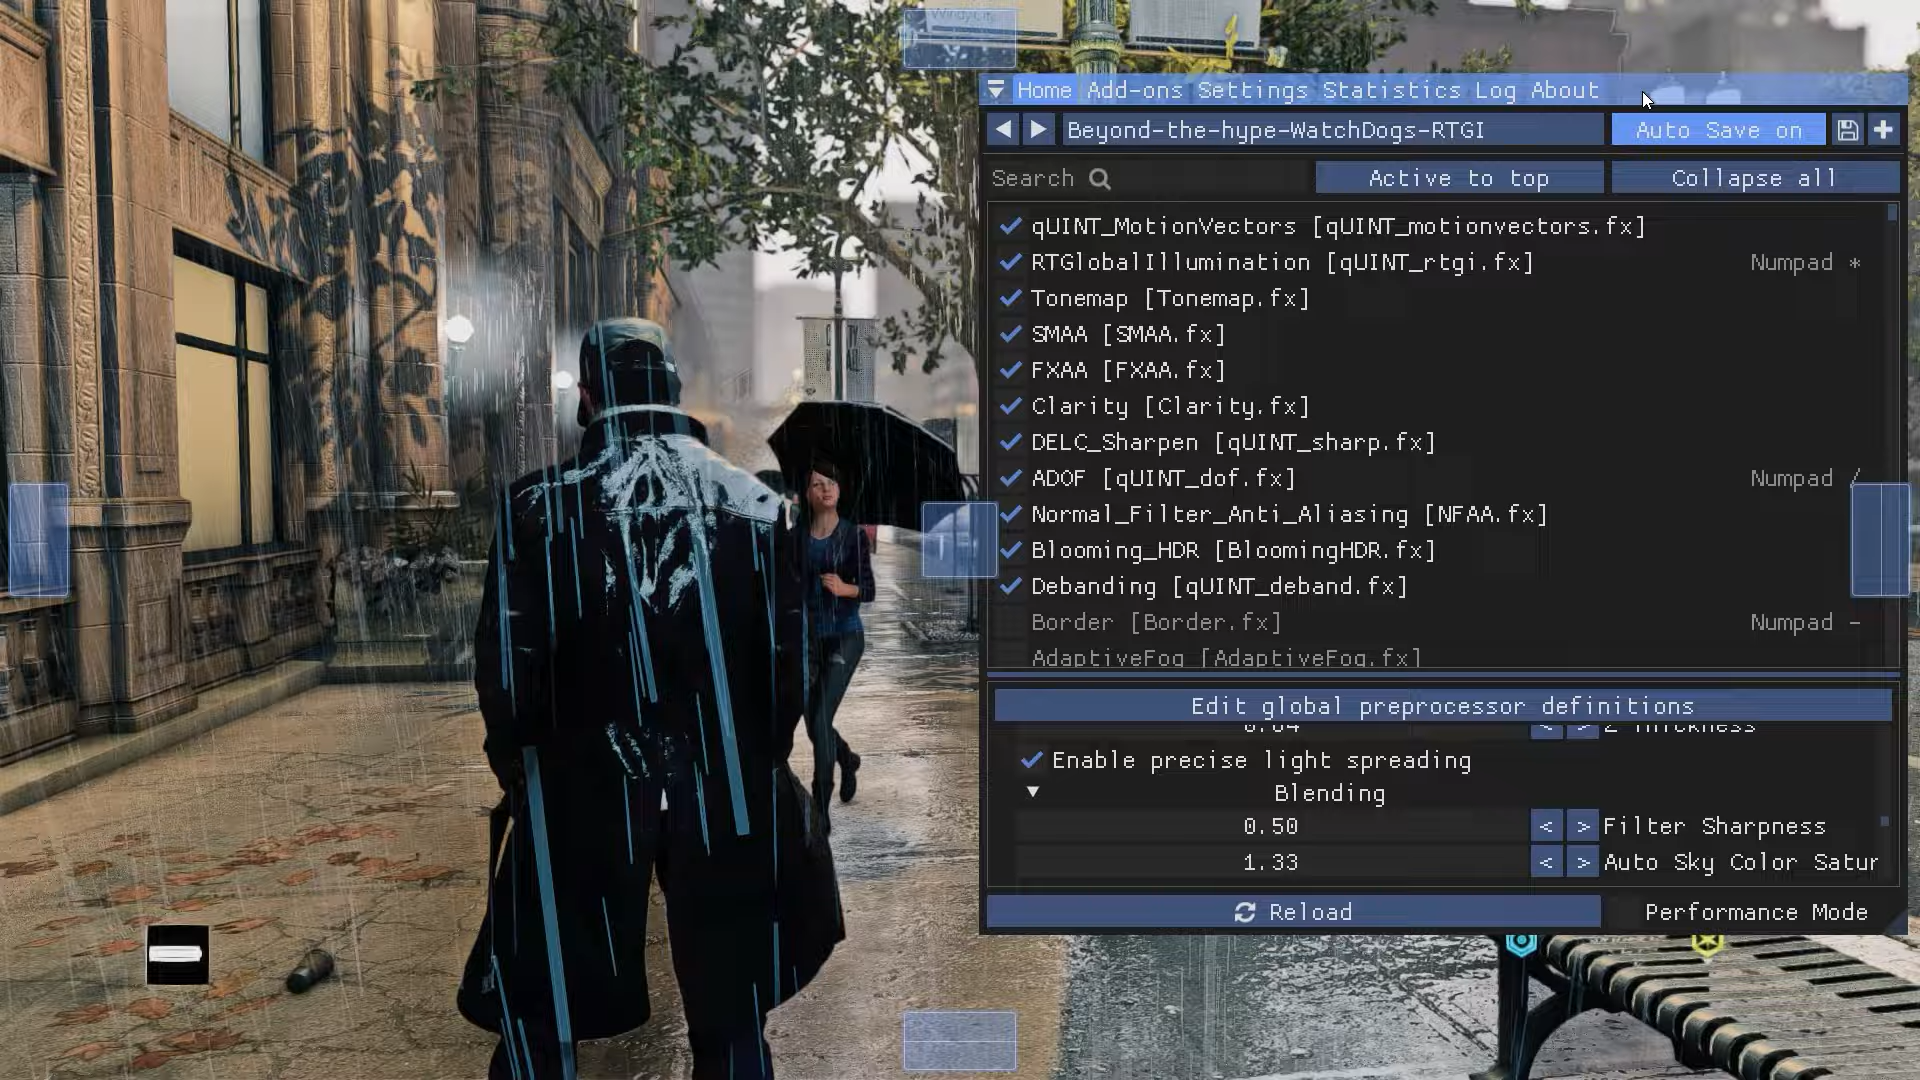 Home Add-ons Settings Statistics Log About
Beyond-the-hype-WatchDogs-RTGI
Auto Save on
Search
Active to top
Collapse all
qUINT_MotionVectors [qUINT_motionvectors.fx]
RTGlobalIllumination [qUINT_rtgi.fx] Numpad *
Tonemap [Tonemap.fx]
SMAA [SMAA.fx]
FXAA [FXAA.fx]
Clarity [Clarity.fx]
DELC_Sharpen [qUINT_sharp.fx]
ADOF [qUINT_dof.fx] Numpad /
Normal_Filter_Anti_Aliasing [NFAA.fx]
Blooming_HDR [BloomingHDR.fx]
Debanding [qUINT_deband.fx]
Border [Border.fx] Numpad -
AdaptiveFog [AdaptiveFog.fx]
Edit global preprocessor definitions
Enable precise light spreading
Blending
0.50 < > Filter Sharpness
1.33 < > Auto Sky Color Satur
Reload
Performance Mode